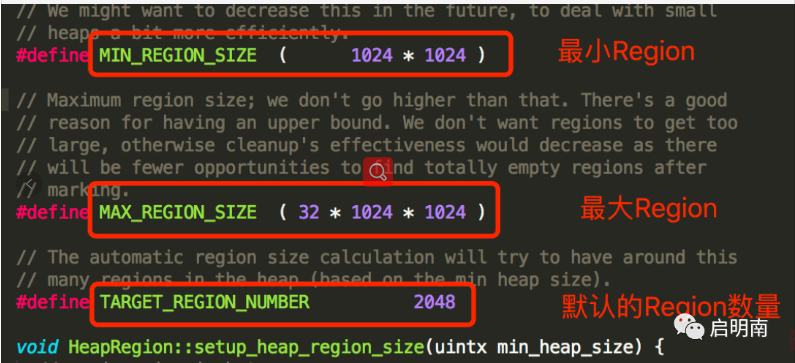 // We might want to decrease this in the future, to deal with small
// heaps a bit more efficiently.
#define MIN_REGION_SIZE ( 1024 * 1024 )
最小Region
// Maximum region size; we don't go higher than that. There's a good
// reason for having an upper bound. We don't want regions to get too
// large, otherwise cleanup's effectiveness would decrease as there
// will be fewer opportunities to find totally empty regions after
// marking.
#define MAX_REGION_SIZE ( 32 * 1024 * 1024 )
最大Region
// The automatic region size calculation will try to have around this
// many regions in the heap (based on the min heap size).
#define TARGET_REGION_NUMBER 2048
默认的Region数量
启明南
void HeapRegion::setup_heap_region_size(uintx min_heap_size) {